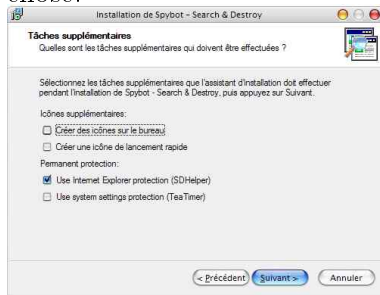 Installation de Spybot - Search & Destroy
Tâches supplémentaires
Quelles sont les tâches supplémentaires qui doivent être effectuées ?
Sélectionnez les tâches supplémentaires que l'assistant d'installation doit effectuer
pendant l'installation de Spybot - Search & Destroy, puis appuyez sur Suivant.
Icônes supplémentaires:
Créer des icônes sur le bureau
Créer une icône de lancement rapide
Permanent protection:
Use Internet Explorer protection (SDHelper)
Use system settings protection (TeaTimer)
< Précédent Suivant > Annuler